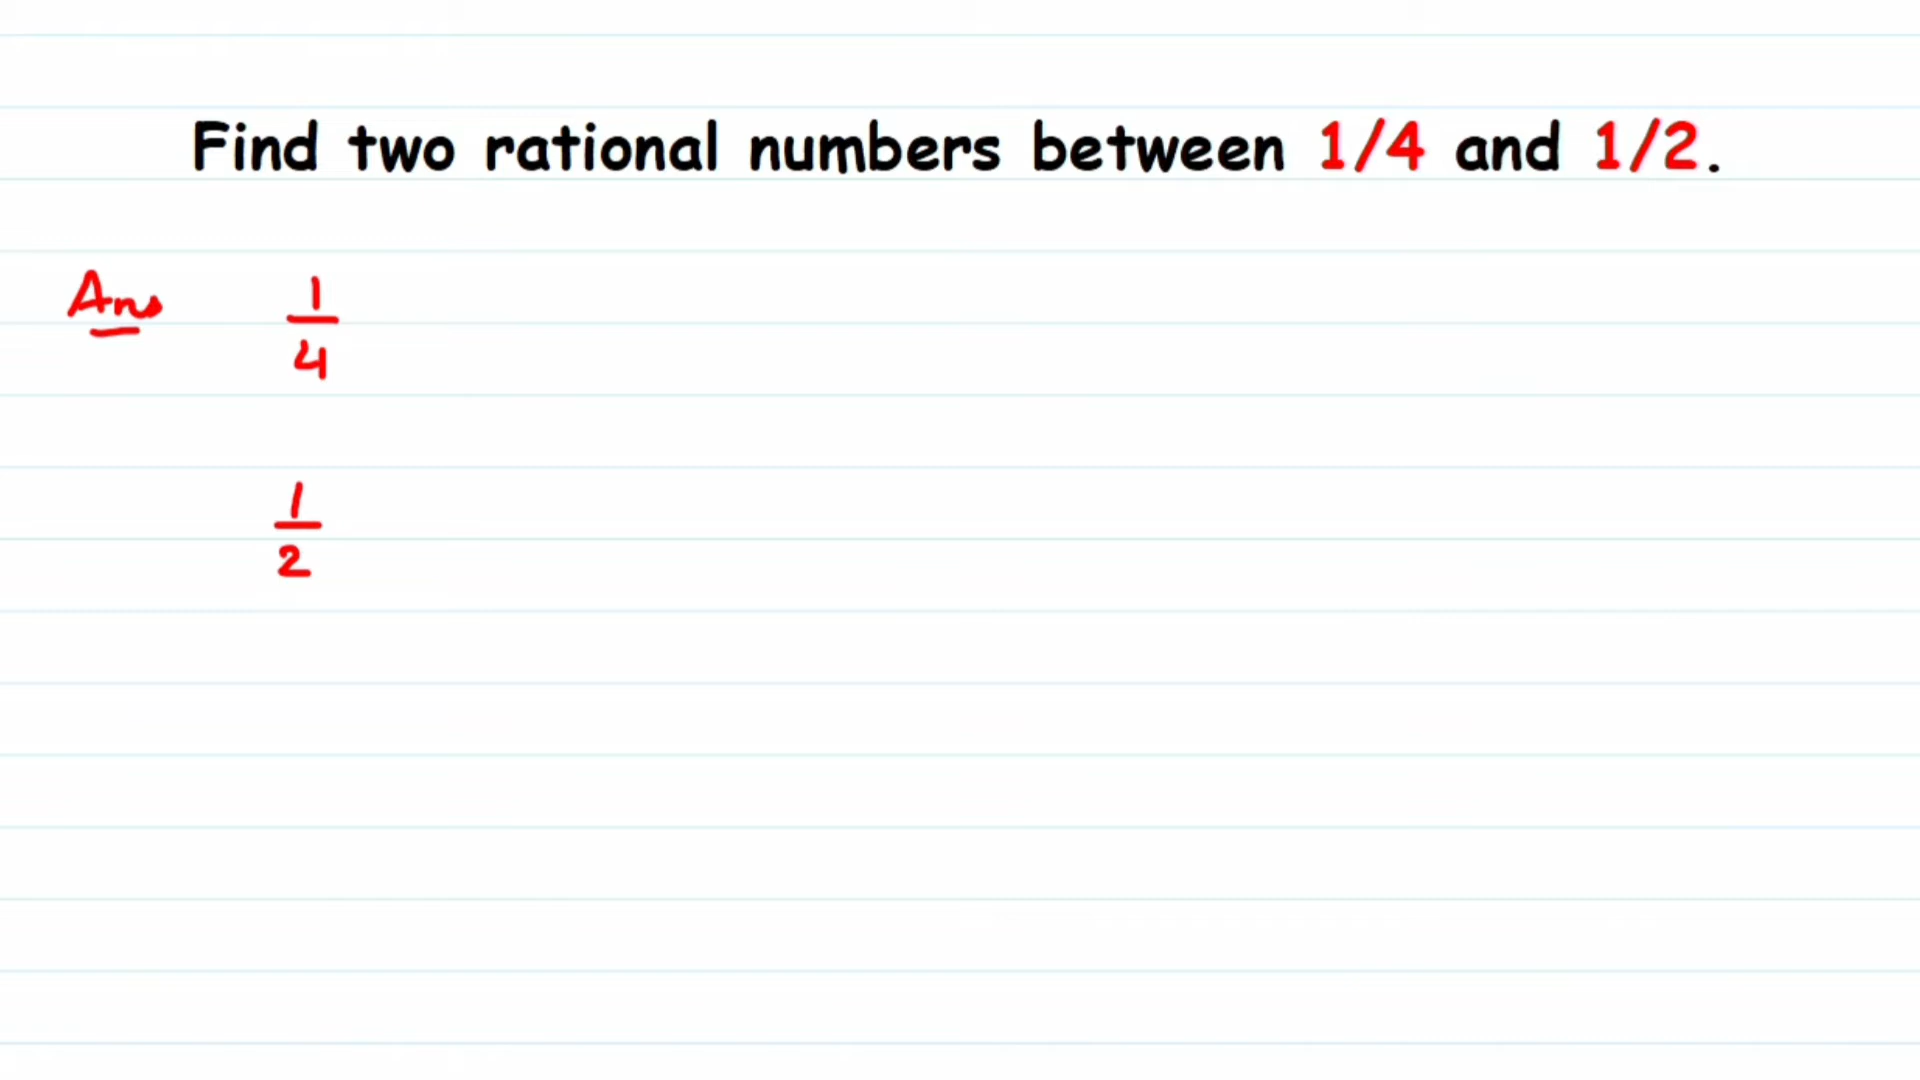 Find two rational numbers between 1/4 and 1/2.
Ans 1/4
1/2